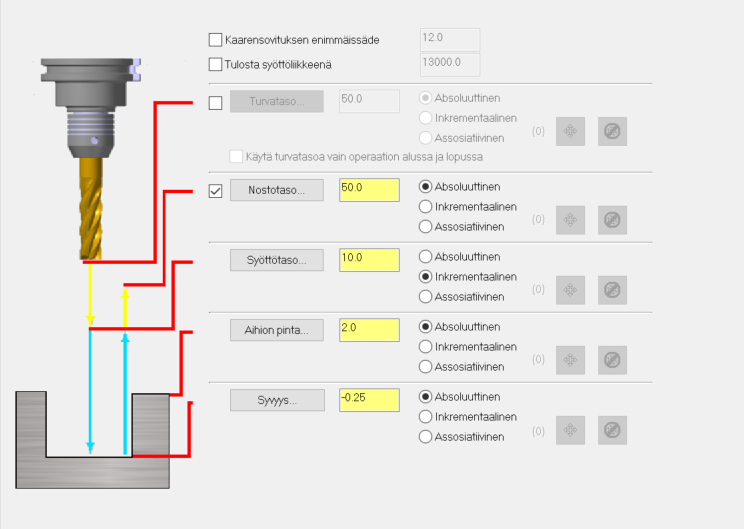 Kaarensovituksen enimmäissäde 12.0
Tulosta syöttöliikkeenä 13000.0
Turvataso... 50.0 Absoluuttinen
Inkrementaalinen
Assosiatiivinen (0)
Käytä turvatasoa vain operaation alussa ja lopussa
Nostotaso... 50.0 Absoluuttinen
Inkrementaalinen
Assosiatiivinen (0)
Syöttötaso... 10.0 Absoluuttinen
Inkrementaalinen
Assosiatiivinen (0)
Aihion pinta... 2.0 Absoluuttinen
Inkrementaalinen
Assosiatiivinen (0)
Syvyys... -0.25 Absoluuttinen
Inkrementaalinen
Assosiatiivinen (0)